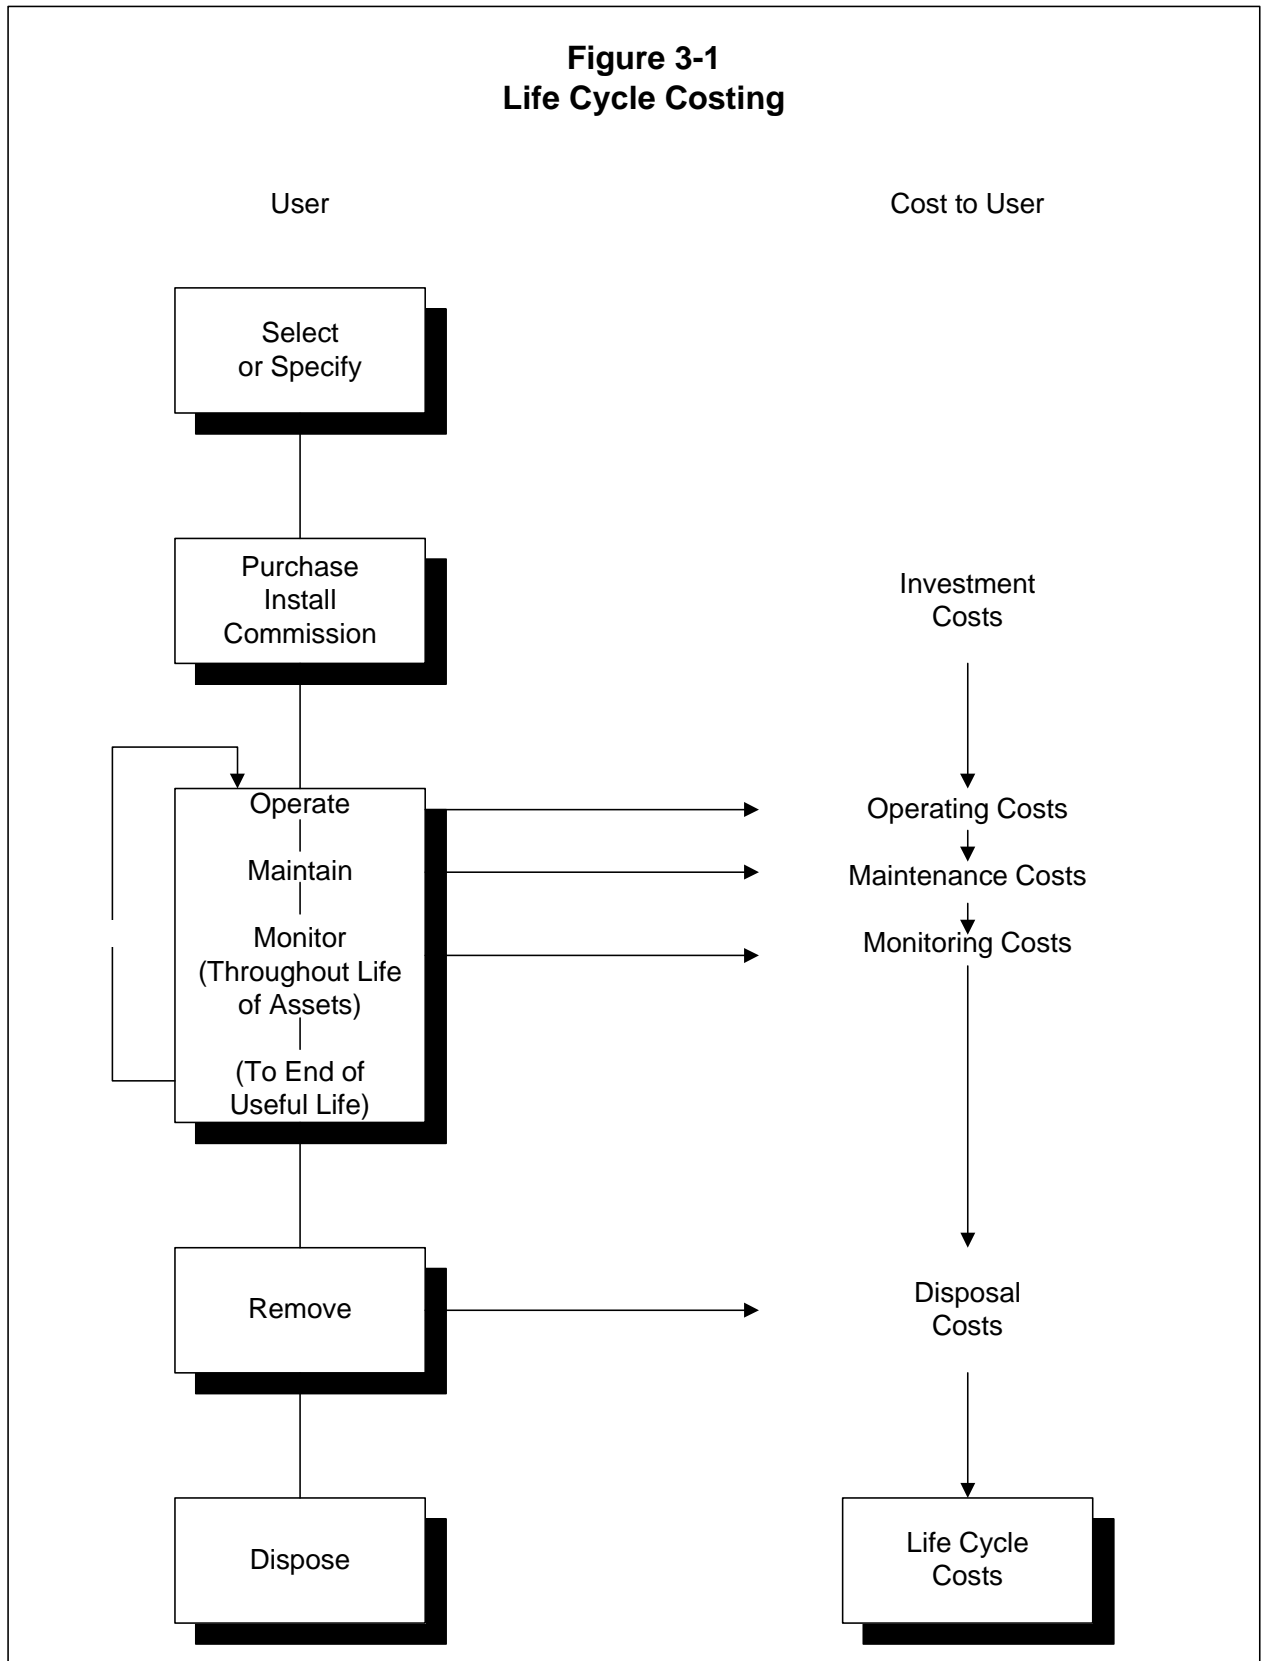 Figure 3-1
Life Cycle Costing
User
Cost to User
Select
or Specify
Purchase
Install
Commission
Investment
Costs
Operate
Operating Costs
Maintain
Maintenance Costs
Monitor
(Throughout Life
of Assets)
Monitoring Costs
(To End of
Useful Life)
Remove
Disposal
Costs
Dispose
Life Cycle
Costs